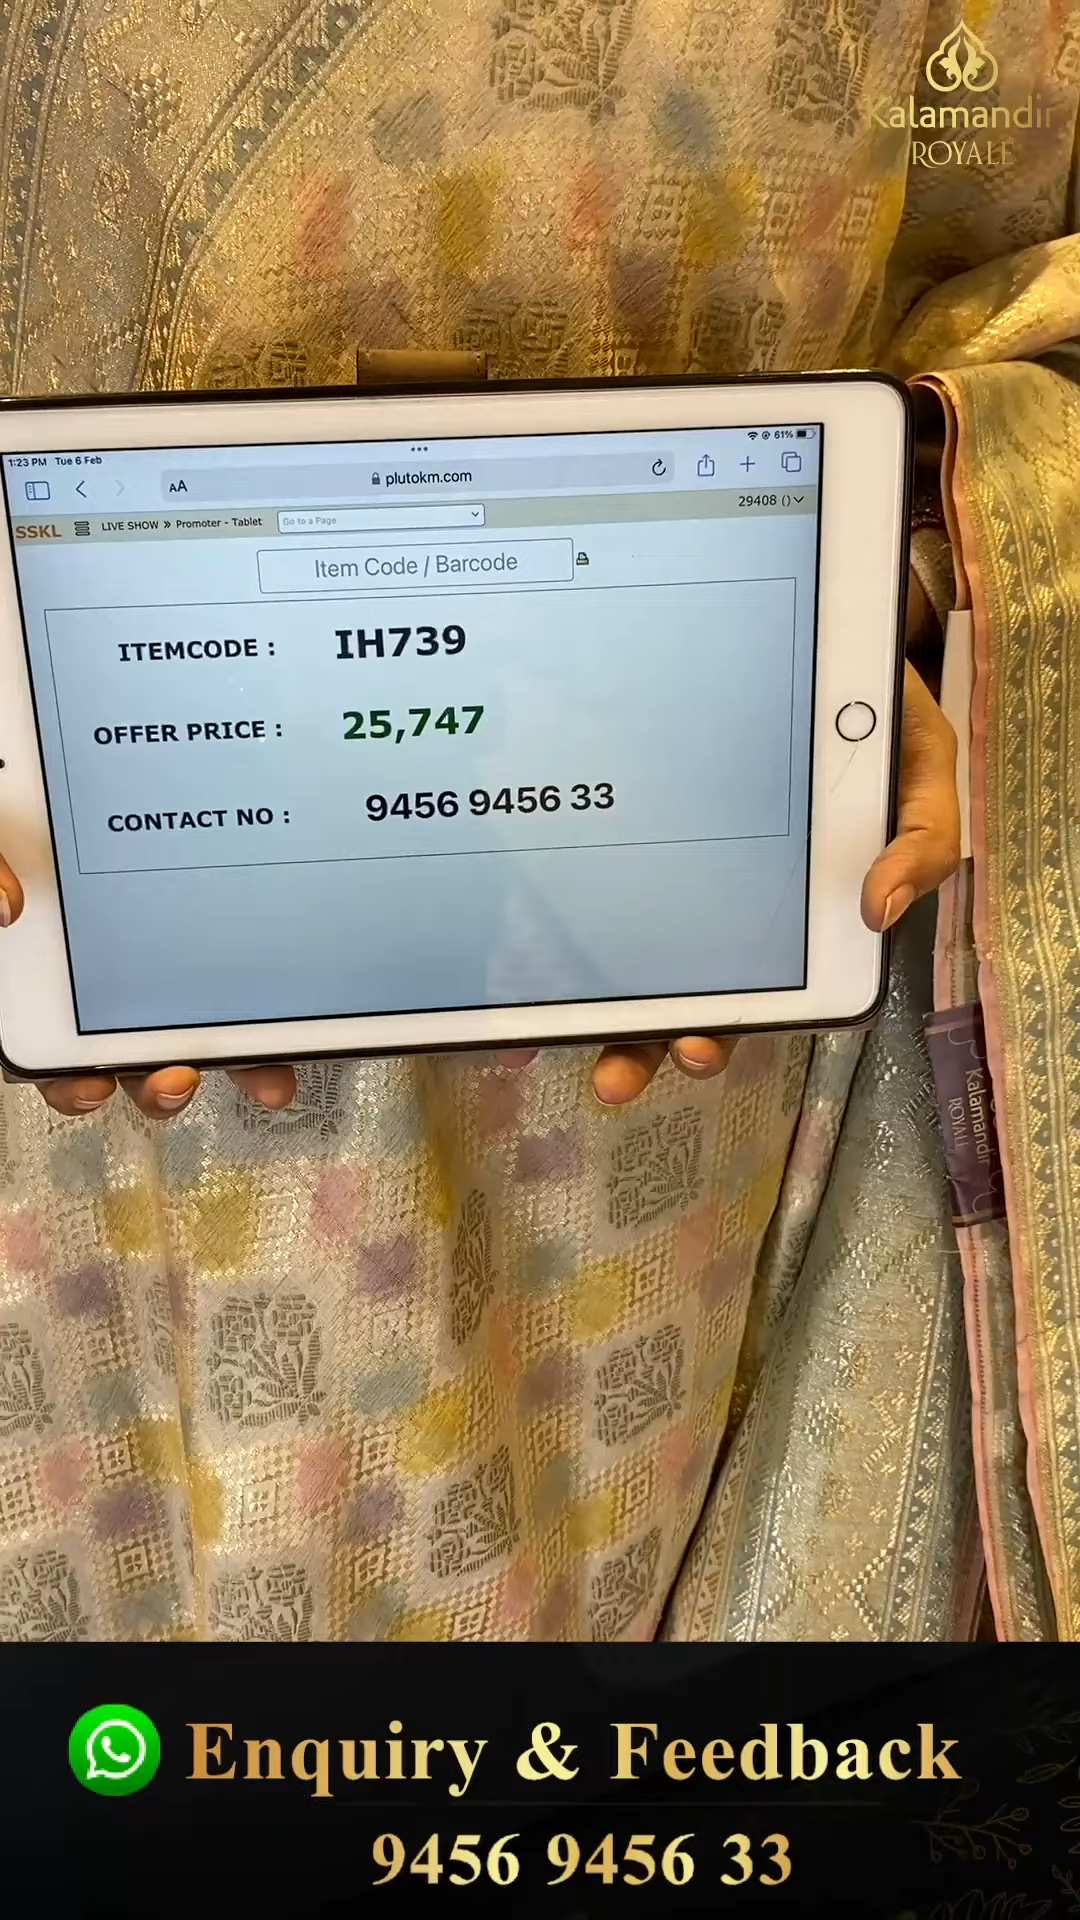 Kalamandir
ROYALE
1:23 PM Tue 6 Feb
61%
AA
plutokm.com
29408 ()
SSKL
LIVE SHOW » Promoter - Tablet
Go to a Page
Item Code / Barcode
ITEMCODE : IH739
OFFER PRICE : 25,747
CONTACT NO : 9456 9456 33
Kalamandir
ROYALE
Enquiry & Feedback
9456 9456 33